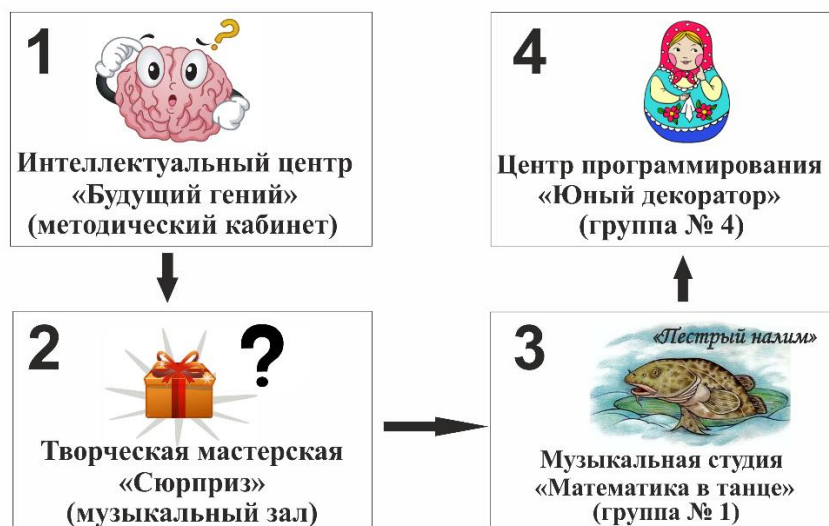 1
Интеллектуальный центр
«Будущий гений»
(методический кабинет)
2
?
Творческая мастерская
«Сюрприз»
(музыкальный зал)
3
«Пестрый налим»
Музыкальная студия
«Математика в танце»
(группа № 1)
4
Центр программирования
«Юный декоратор»
(группа № 4)